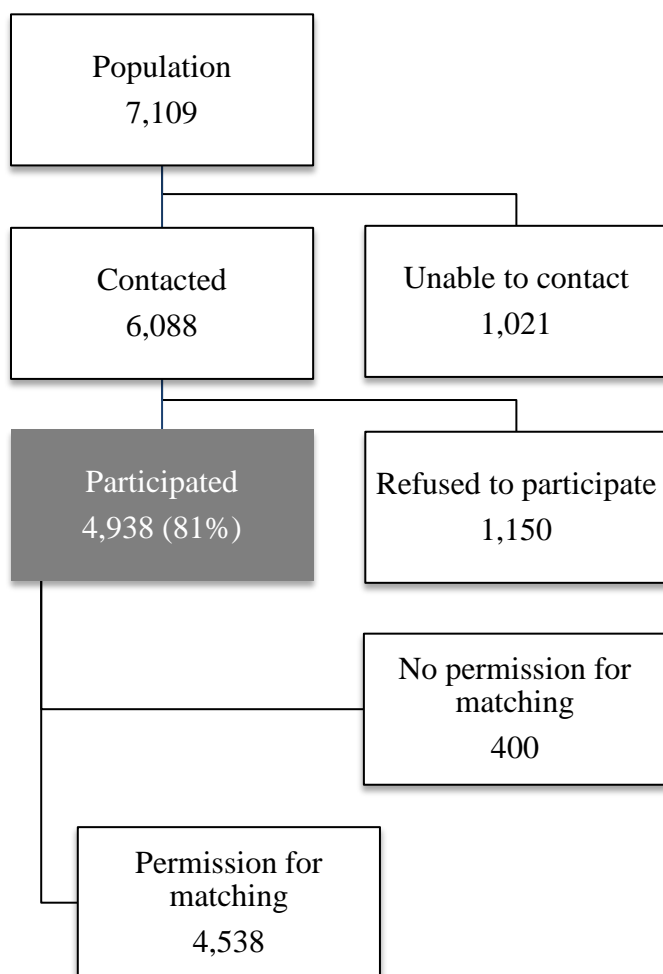 Population
7,109
Contacted
6,088
Unable to contact
1,021
Participated
4,938 (81%)
Refused to participate
1,150
No permission for
matching
400
Permission for
matching
4,538